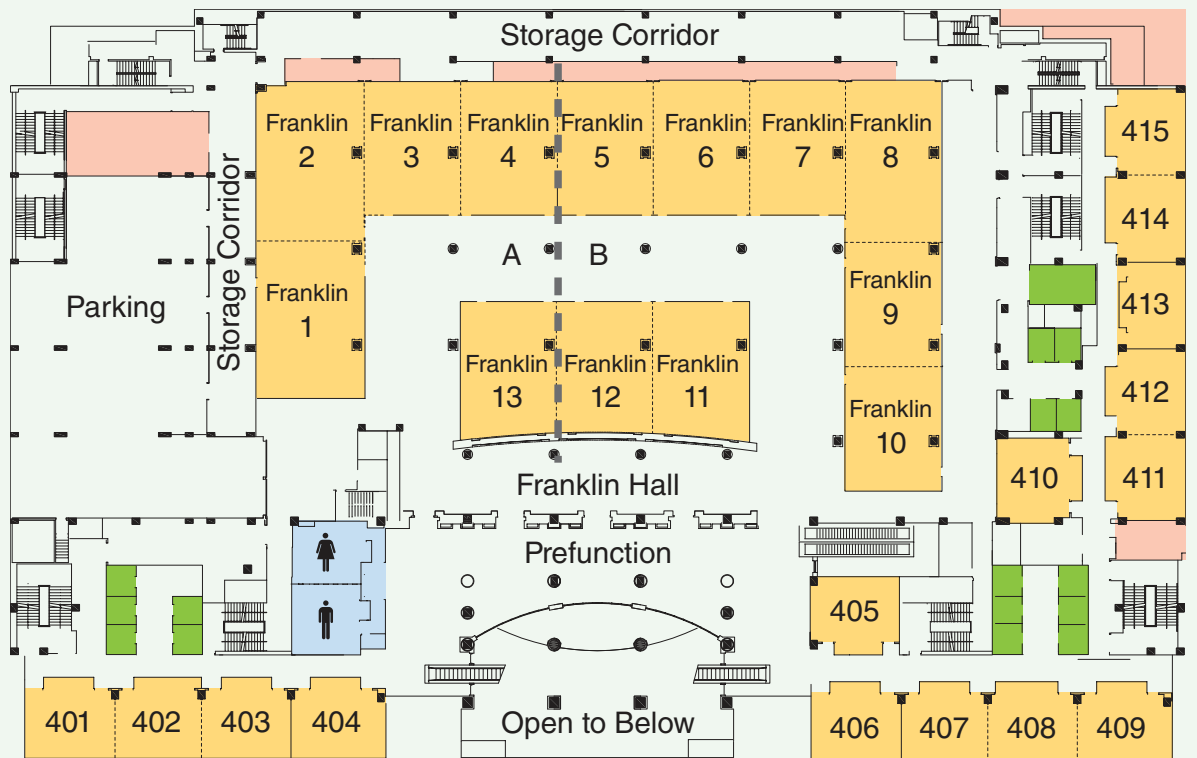 Storage Corridor
Franklin
2
Franklin
3
Franklin
4
Franklin
5
Franklin
6
Franklin
7
Franklin
8
415
Storage Corridor
414
A
B
Parking
Franklin
1
Franklin
9
413
Franklin
13
Franklin
12
Franklin
11
Franklin
10
412
410
411
Franklin Hall
Prefunction
405
401
402
403
404
Open to Below
406
407
408
409